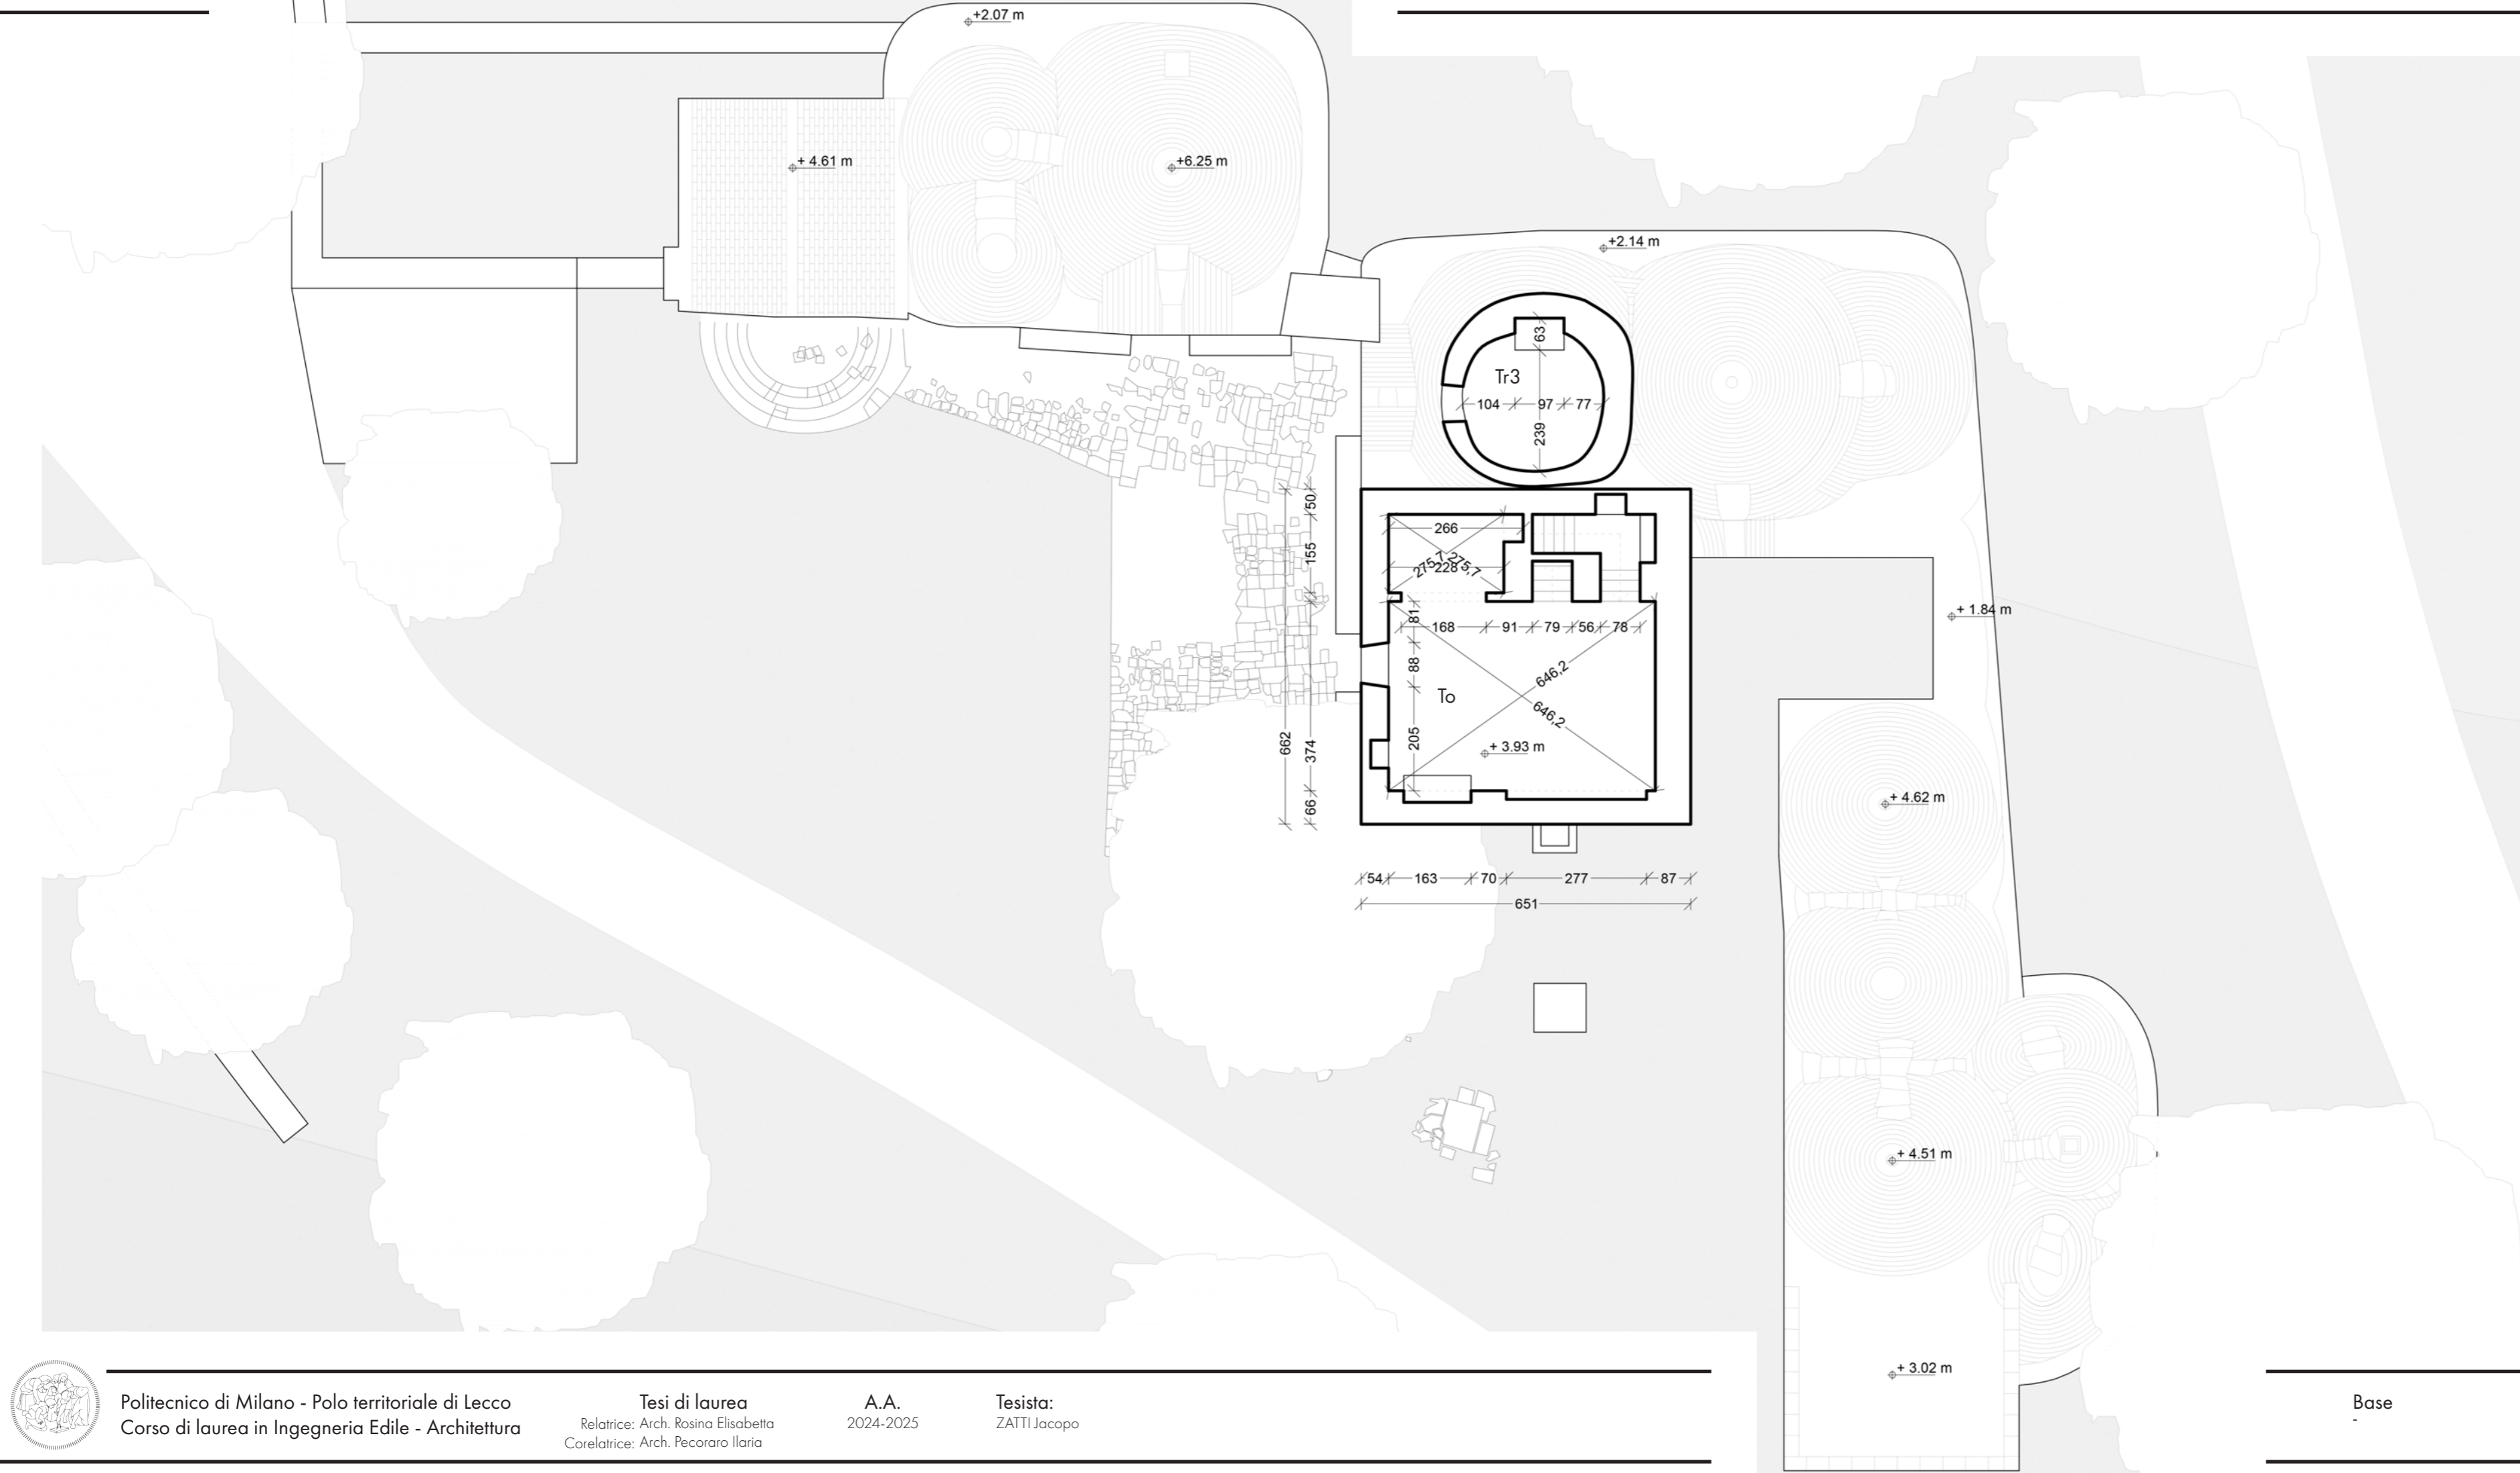 +2.07 m
+ 4.61 m
+6.25 m
+2.14 m
63
Tr3
104 97 77
239
50
266
155
275,7 275,7
228
81
+ 1.84 m
168 91 79 56 78
88
646,2
To
646,2
205
662
374
+ 3.93 m
+ 4.62 m
66
54 163 70 277 87
651
+ 4.51 m
+ 3.02 m
Politecnico di Milano - Polo territoriale di Lecco
Corso di laurea in Ingegneria Edile - Architettura
Tesi di laurea
Relatrice: Arch. Rosina Elisabetta
Corelatrice: Arch. Pecoraro Ilaria
A.A.
2024-2025
Tesista:
ZATTI Jacopo
Base
-